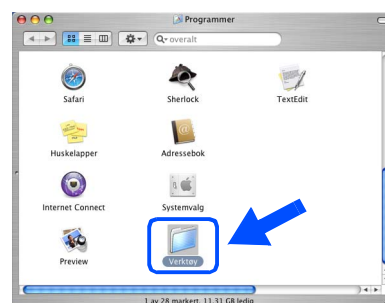 Programmer
overalt
Safari
Sherlock
TextEdit
Huskelapper
Adressebok
Internet Connect
Systemvalg
Preview
Verktøy
1 av 28 markert, 11,31 GB ledig